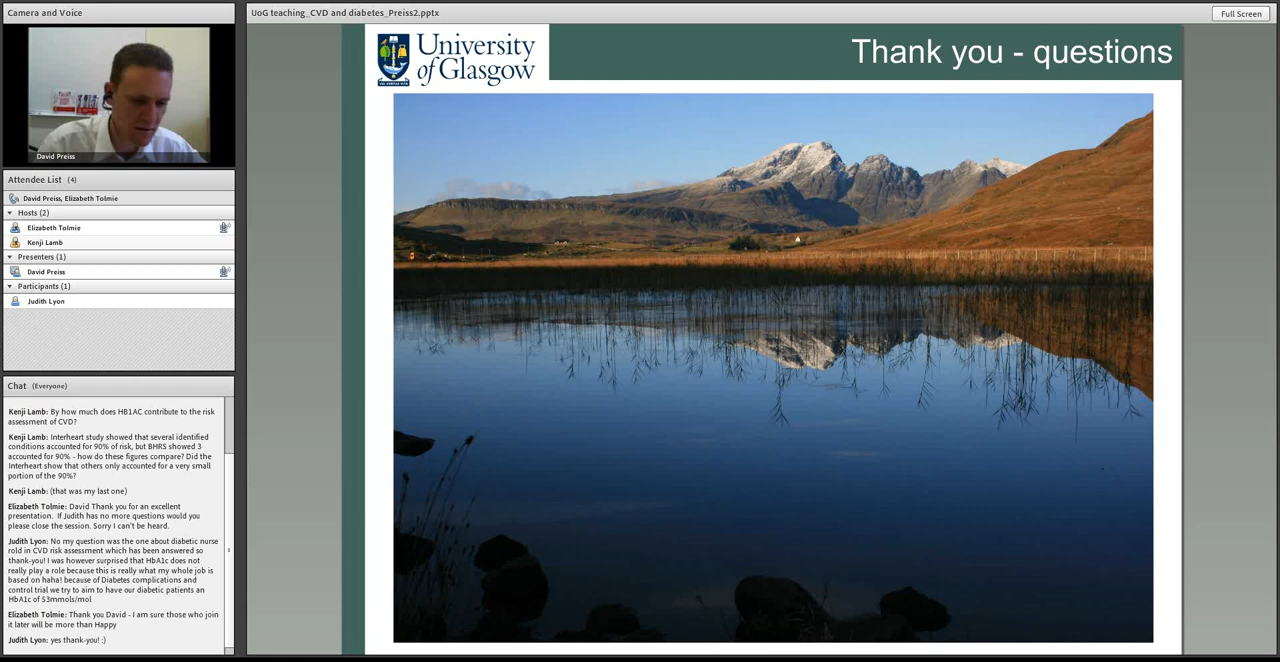 Camera and Voice
David Preiss
Attendee List (4)
David Preiss, Elizabeth Tolmie
Hosts (2)
Elizabeth Tolmie
Kenji Lamb
Presenters (1)
David Preiss
Participants (1)
Judith Lyon
Chat (Everyone)
Kenji Lamb: By how much does HB1AC contribute to the risk
assessment of CVD?
Kenji Lamb: Interheart study showed that several identified
conditions accounted for 90% of risk, but BHRS showed 3
accounted for 90% - how do these figures compare? Did the
Interheart show that others only accounted for a very small
portion of the 90%?
Kenji Lamb: (that was my last one)
Elizabeth Tolmie: David Thank you for an excellent
presentation. If Judith has no more questions would you
please close the session. Sorry I can't be heard.
Judith Lyon: No my question was the one about diabetic nurse
rold in CVD risk assessment which has been answered so
thank-you! I was however surprised that HbA1c does not
really play a role because this is really what my whole job is
based on haha! because of Diabetes complications and
control trial we try to aim to have our diabetic patients an
HbA1c of 53mmols/mol
Elizabeth Tolmie: Thank you David - I am sure those who join
it later will be more than Happy
Judith Lyon: yes thank-you! :)
UoG teaching_CVD and diabetes_Preiss2.pptx
Full Screen
University
of Glasgow
Thank you - questions